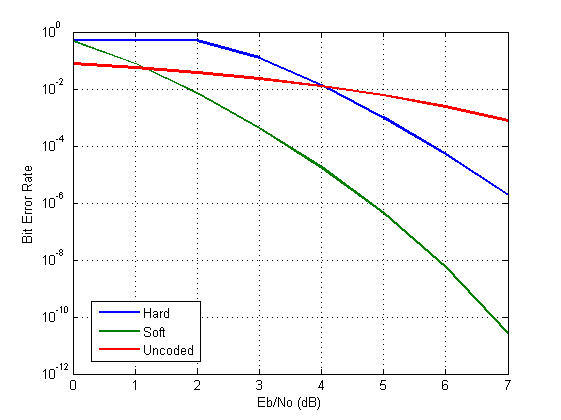 10^0
10^-2
10^-4
10^-6
10^-8
10^-10
10^-12
Bit Error Rate
Hard
Soft
Uncoded
0 1 2 3 4 5 6 7
Eb/No (dB)